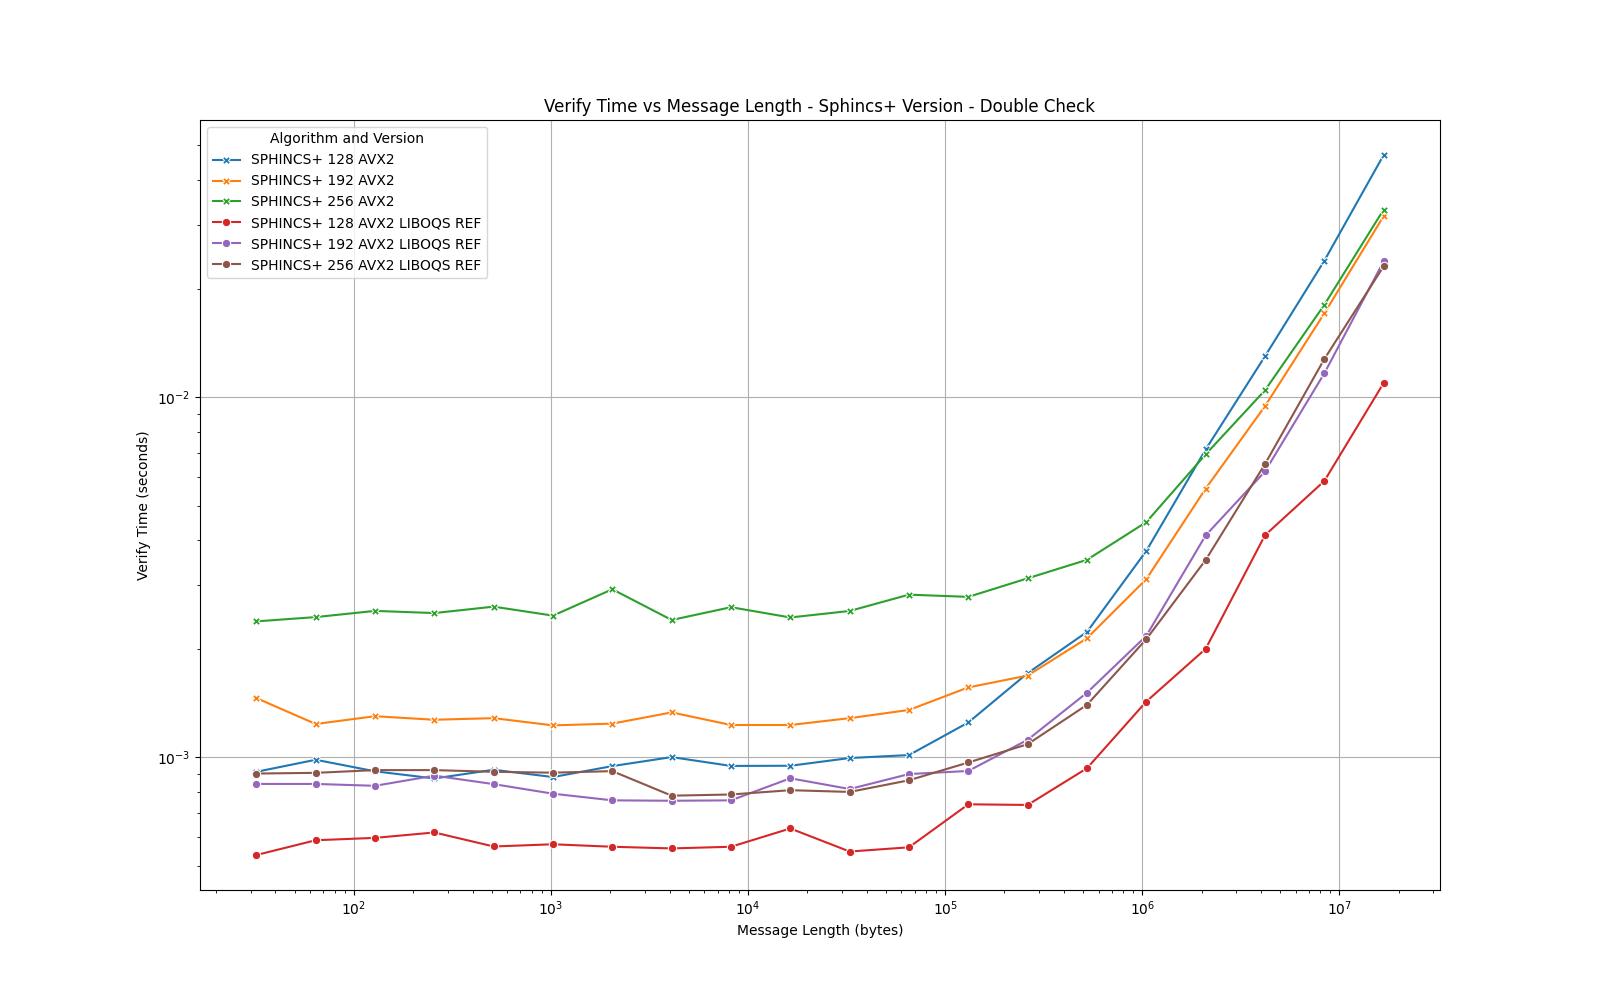 Verify Time vs Message Length - Sphincs+ Version - Double Check
Algorithm and Version
SPHINCS+ 128 AVX2
SPHINCS+ 192 AVX2
SPHINCS+ 256 AVX2
SPHINCS+ 128 AVX2 LIBOQS REF
SPHINCS+ 192 AVX2 LIBOQS REF
SPHINCS+ 256 AVX2 LIBOQS REF
Verify Time (seconds)
10⁻²
10⁻³
10² 10³ 10⁴ 10⁵ 10⁶ 10⁷
Message Length (bytes)